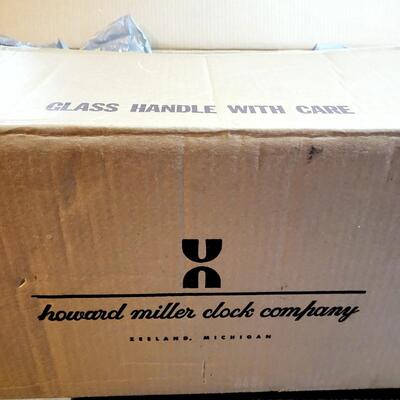 GLASS HANDLE WITH CARE
howard miller clock company
ZEELAND, MICHIGAN